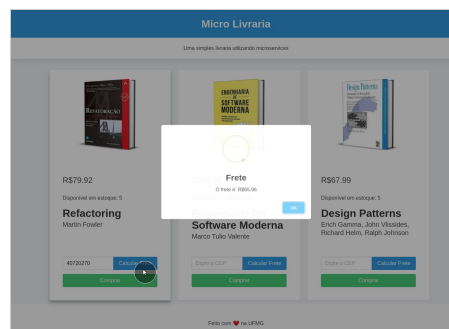 Micro Livraria
Uma simples livraria utilizando microservices
REFATORAÇÃO
ENGENHARIA
DE
SOFTWARE
MODERNA
Design Patterns
Frete
O frete é: R$65.96
OK
R$79.92
R$67.99
Disponível em estoque: 5
Disponível em estoque: 5
Refactoring
Martin Fowler
Software Moderna
Marco Tulio Valente
Design Patterns
Erich Gamma, John Vlissides,
Richard Helm, Ralph Johnson
40720270
Calcular Frete
Digite o CEP
Calcular Frete
Digite o CEP
Calcular Frete
Comprar
Comprar
Comprar
Feito com ❤ na UFMG